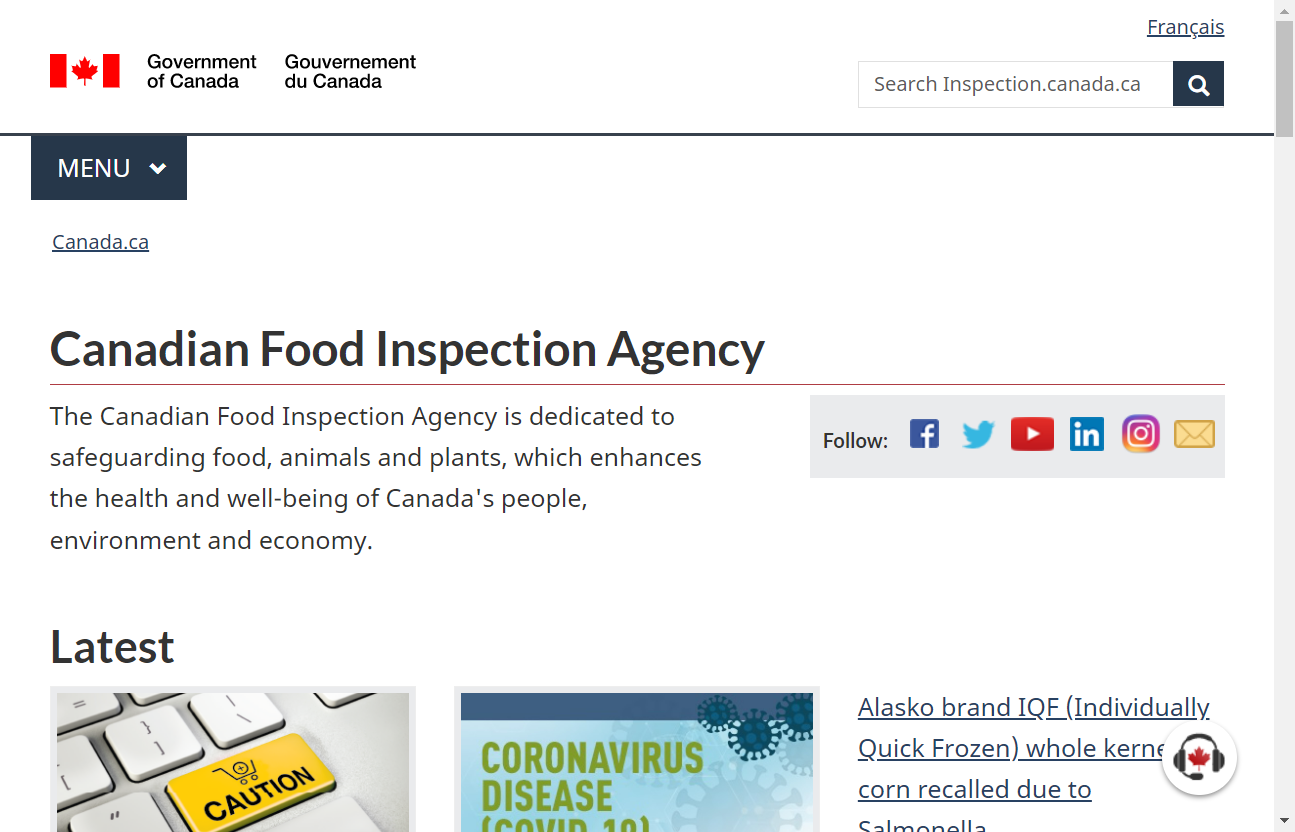 Français
Government
of Canada
Gouvernement
du Canada
Search Inspection.canada.ca
MENU
Canada.ca
Canadian Food Inspection Agency
The Canadian Food Inspection Agency is dedicated to
safeguarding food, animals and plants, which enhances
the health and well-being of Canada's people,
environment and economy.
Follow:
Latest
CAUTION
CORONAVIRUS
DISEASE
(COVID-19)
Alasko brand IQF (Individually
Quick Frozen) whole kerne
corn recalled due to
Salmonella